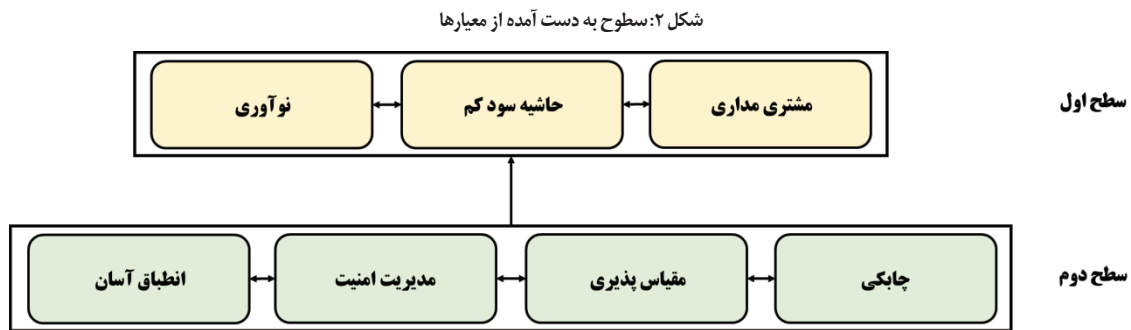 شکل ۲: سطوح به دست آمده از معیارها
سطح اول
مشتری مداری
حاشیه سود کم
نوآوری
سطح دوم
چابکی
مقیاس پذیری
مدیریت امنیت
انطباق آسان